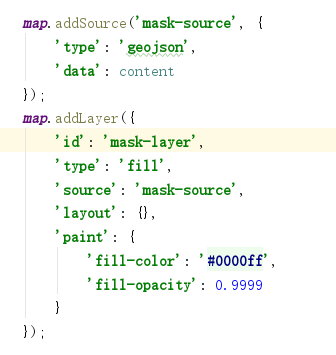 map.addSource('mask-source', {
    'type': 'geojson',
    'data': content
});
map.addLayer({
    'id': 'mask-layer',
    'type': 'fill',
    'source': 'mask-source',
    'layout': {},
    'paint': {
        'fill-color': '#0000ff',
        'fill-opacity': 0.9999
    }
});